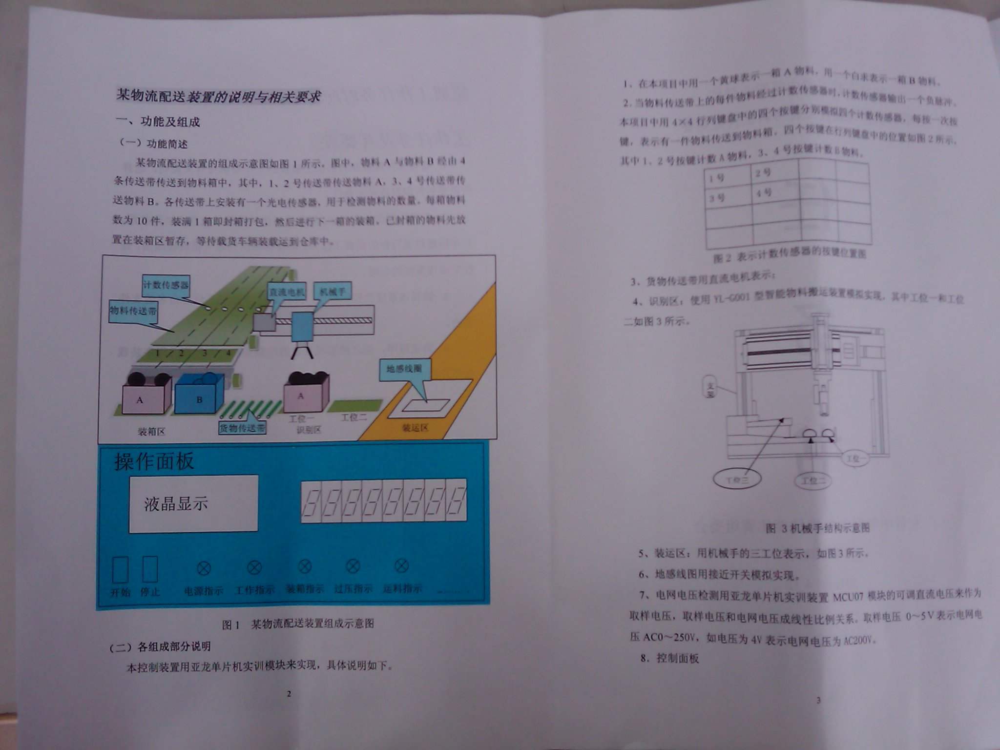 某物流配送装置的说明与相关要求
一、功能及组成
（一）功能简述
某物流配送装置的组成示意图如图 1 所示。图中，物料 A 与物料 B 经由 4
条传送带传送到物料箱中，其中，1、2 号传送带传送物料 A，3、4 号传送带传
送物料 B。各传送带上安装有一个光电传感器，用于检测物料的数量。每箱物料
数为 10 件，装满 1 箱即封箱打包，然后进行下一箱的装箱。已封箱的物料先放
置在装箱区暂存，等待载货车辆装载运到仓库中。
计数传感器
直流电机
机械手
物料传送带
1 2 3 4
地感线圈
A
B
A
工位一
工位二
货物传送带
装箱区
识别区
装运区
操作面板
液晶显示
8 8 8 8 8 8 8 8
开始 停止 电源指示 工作指示 装箱指示 过压指示 运料指示
图 1 某物流配送装置组成示意图
（二）各组成部分说明
本控制装置用亚龙单片机实训模块来实现，具体说明如下。
2
1、在本项目中用一个黄球表示一箱 A 物料，用一个白求表示一箱 B 物料。
2．当物料传送带上的每件物料经过计数传感器时，计数传感器输出一个负脉冲。
本项目中用 4×4 行列键盘中的四个按键分别模拟四个计数传感器，每按一次按
键，表示有一件物料传送到物料箱。四个按键在行列键盘中的位置如图 2 所示，
其中 1、2 号按键计数 A 物料，3、4 号按键计数 B 物料。
1 号 2 号
3 号 4 号
图 2 表示计数传感器的按键位置图
3、货物传送带用直流电机表示；
4、识别区：使用 YL-G001 型智能物料搬运装置模拟实现，其中工位一和工位
二如图 3 所示。
支架
工位一
工位三
工位二
图 3 机械手结构示意图
5、装运区：用机械手的三工位表示，如图 3 所示。
6、地感线图用接近开关模拟实现。
7、电网电压检测用亚龙单片机实训装置 MCU07 模块的可调直流电压来作为
取样电压，取样电压和电网电压成线性比例关系。取样电压 0～5V 表示电网电
压 AC0～250V，如电压为 4V 表示电网电压为 AC200V。
8．控制面板
3